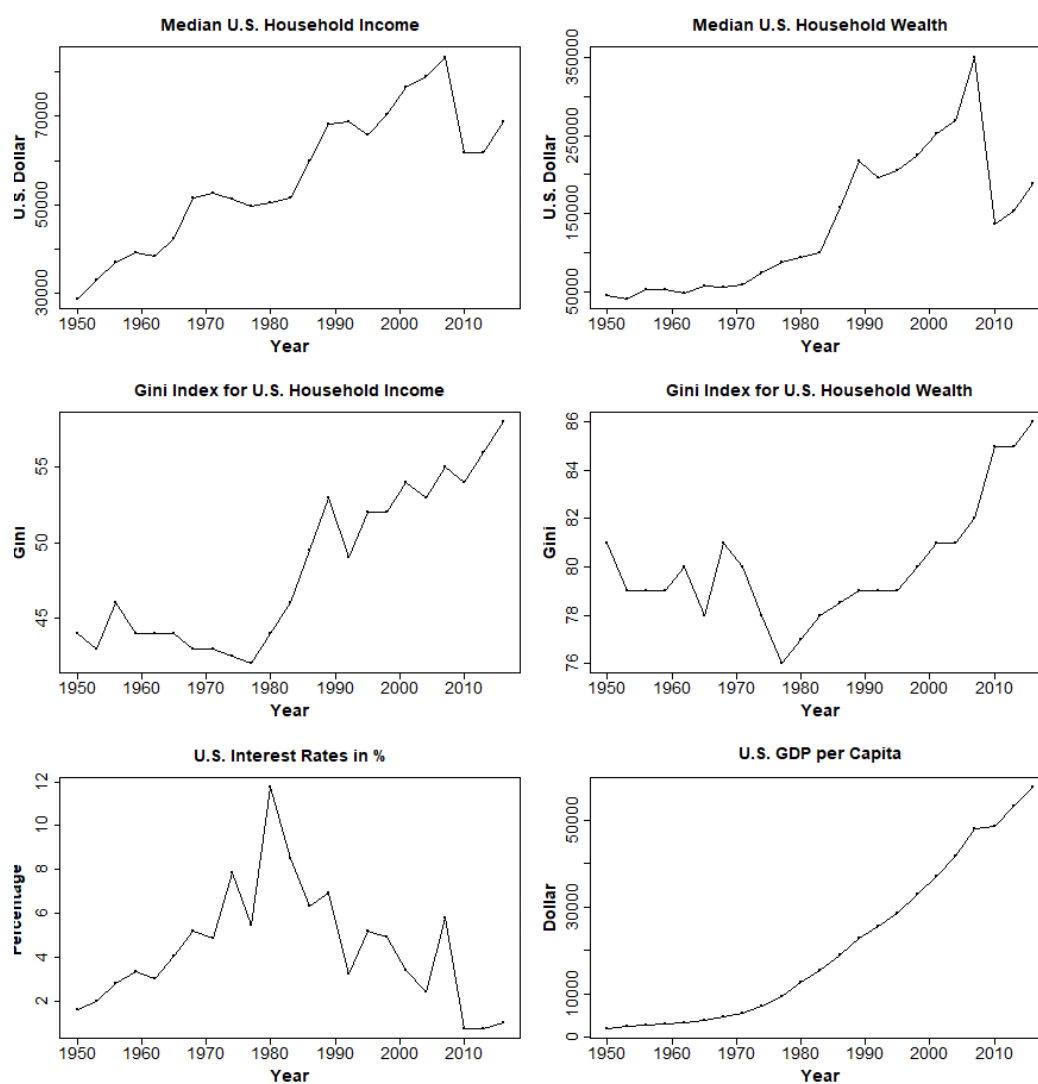 Median U.S. Household Income
U.S. Dollar
30000 50000 70000
1950 1960 1970 1980 1990 2000 2010
Year
Median U.S. Household Wealth
U.S. Dollar
50000 150000 250000 350000
1950 1960 1970 1980 1990 2000 2010
Year
Gini Index for U.S. Household Income
Gini
45 50 55
1950 1960 1970 1980 1990 2000 2010
Year
Gini Index for U.S. Household Wealth
Gini
76 78 80 82 84 86
1950 1960 1970 1980 1990 2000 2010
Year
U.S. Interest Rates in %
Percentage
2 4 6 8 10 12
1950 1960 1970 1980 1990 2000 2010
Year
U.S. GDP per Capita
Dollar
0 10000 30000 50000
1950 1960 1970 1980 1990 2000 2010
Year